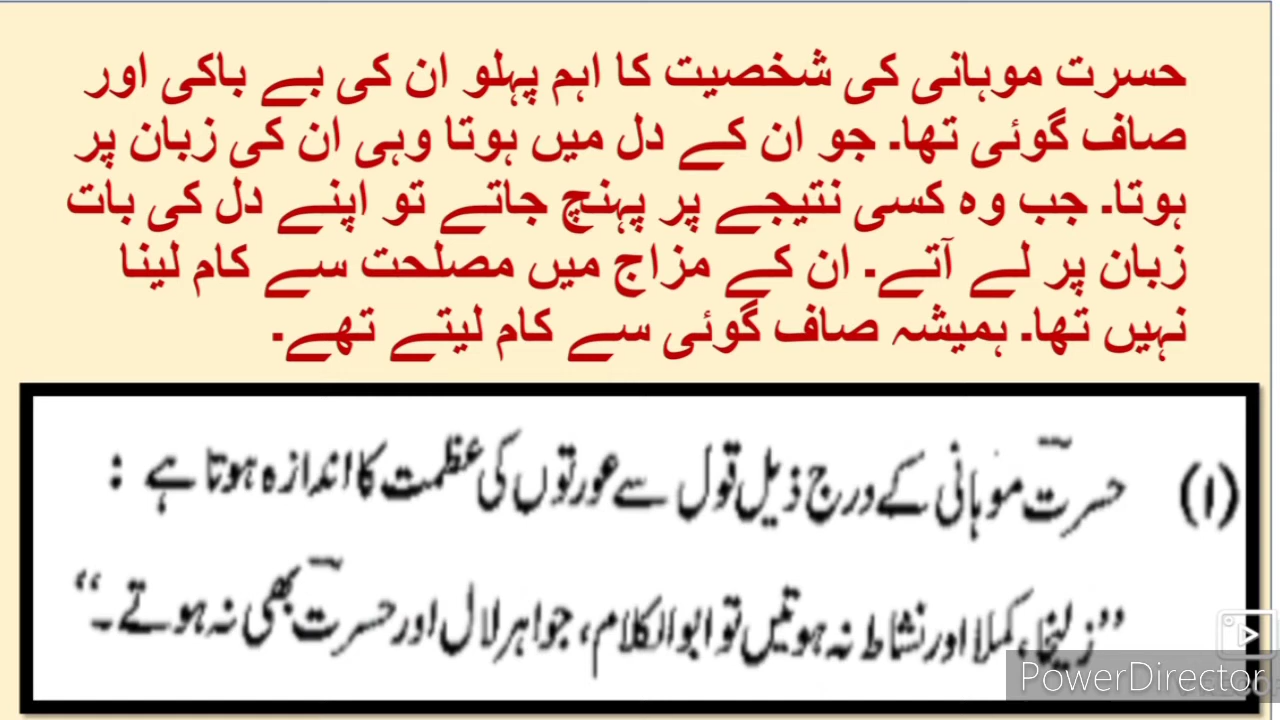 حسرت موہانی کی شخصیت کا اہم پہلو ان کی بے باکی اور
صاف گوئی تھا۔ جو ان کے دل میں ہوتا وہی ان کی زبان پر
ہوتا۔ جب وہ کسی نتیجے پر پہنچ جاتے تو اپنے دل کی بات
زبان پر لے آتے۔ ان کے مزاج میں مصلحت سے کام لینا
نہیں تھا۔ ہمیشہ صاف گوئی سے کام لیتے تھے۔
(۱) حسرتؔ موہانی کے درج ذیل قول سے عورتوں کی عظمت کا اندازہ ہوتا ہے :
’’زلیخا، کملا اور نشاط نہ ہوتیں تو ابوالکلام، جواہر لال اور حسرتؔ بھی نہ ہوتے۔‘‘
PowerDirector